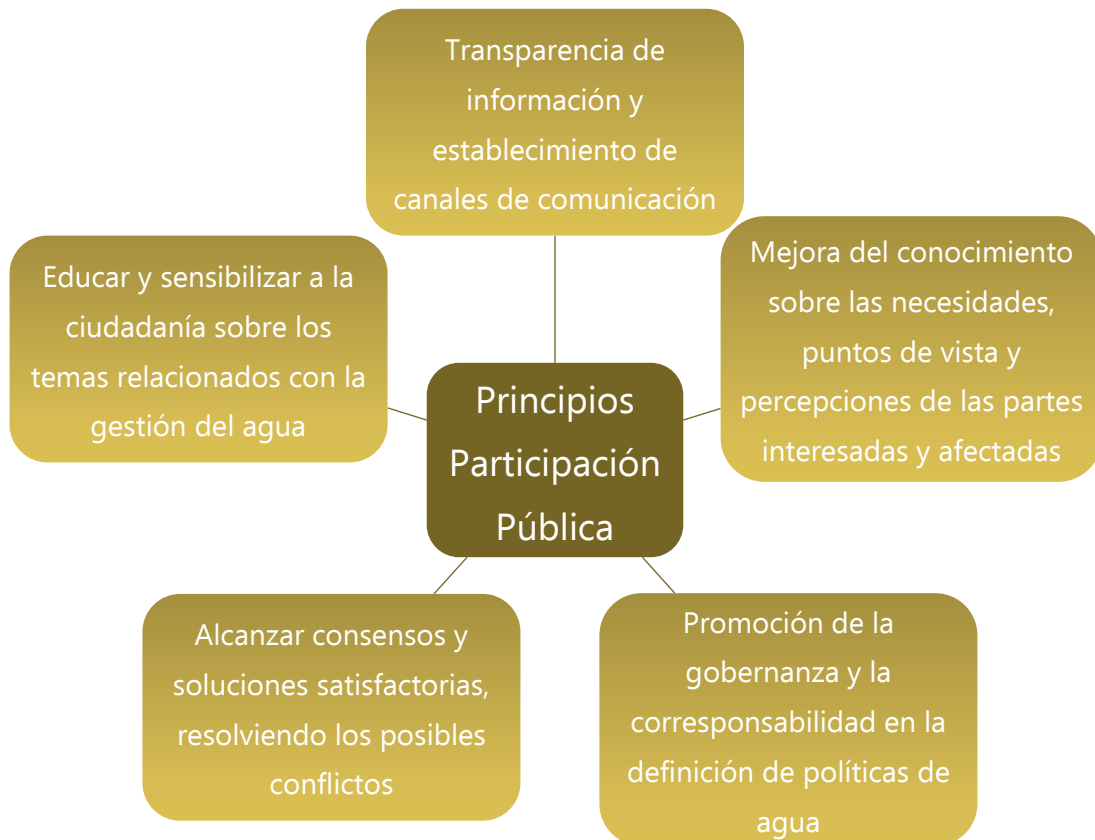 Transparencia de
información y
establecimiento de
canales de comunicación
Educar y sensibilizar a la
ciudadanía sobre los
temas relacionados con la
gestión del agua
Mejora del conocimiento
sobre las necesidades,
puntos de vista y
percepciones de las partes
interesadas y afectadas
Principios
Participación
Pública
Alcanzar consensos y
soluciones satisfactorias,
resolviendo los posibles
conflictos
Promoción de la
gobernanza y la
corresponsabilidad en la
definición de políticas de
agua